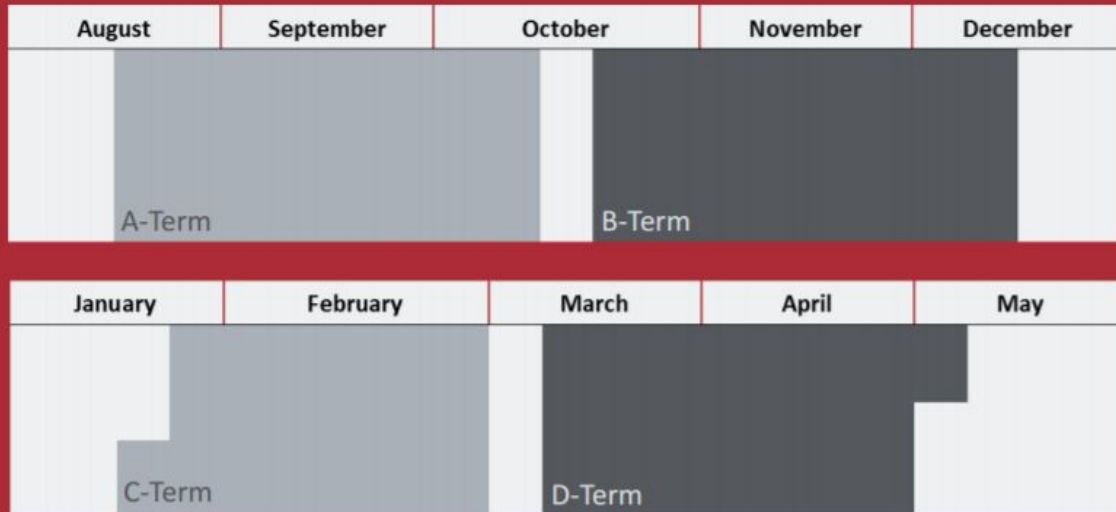 August September October November December
A-Term B-Term
January February March April May
C-Term D-Term